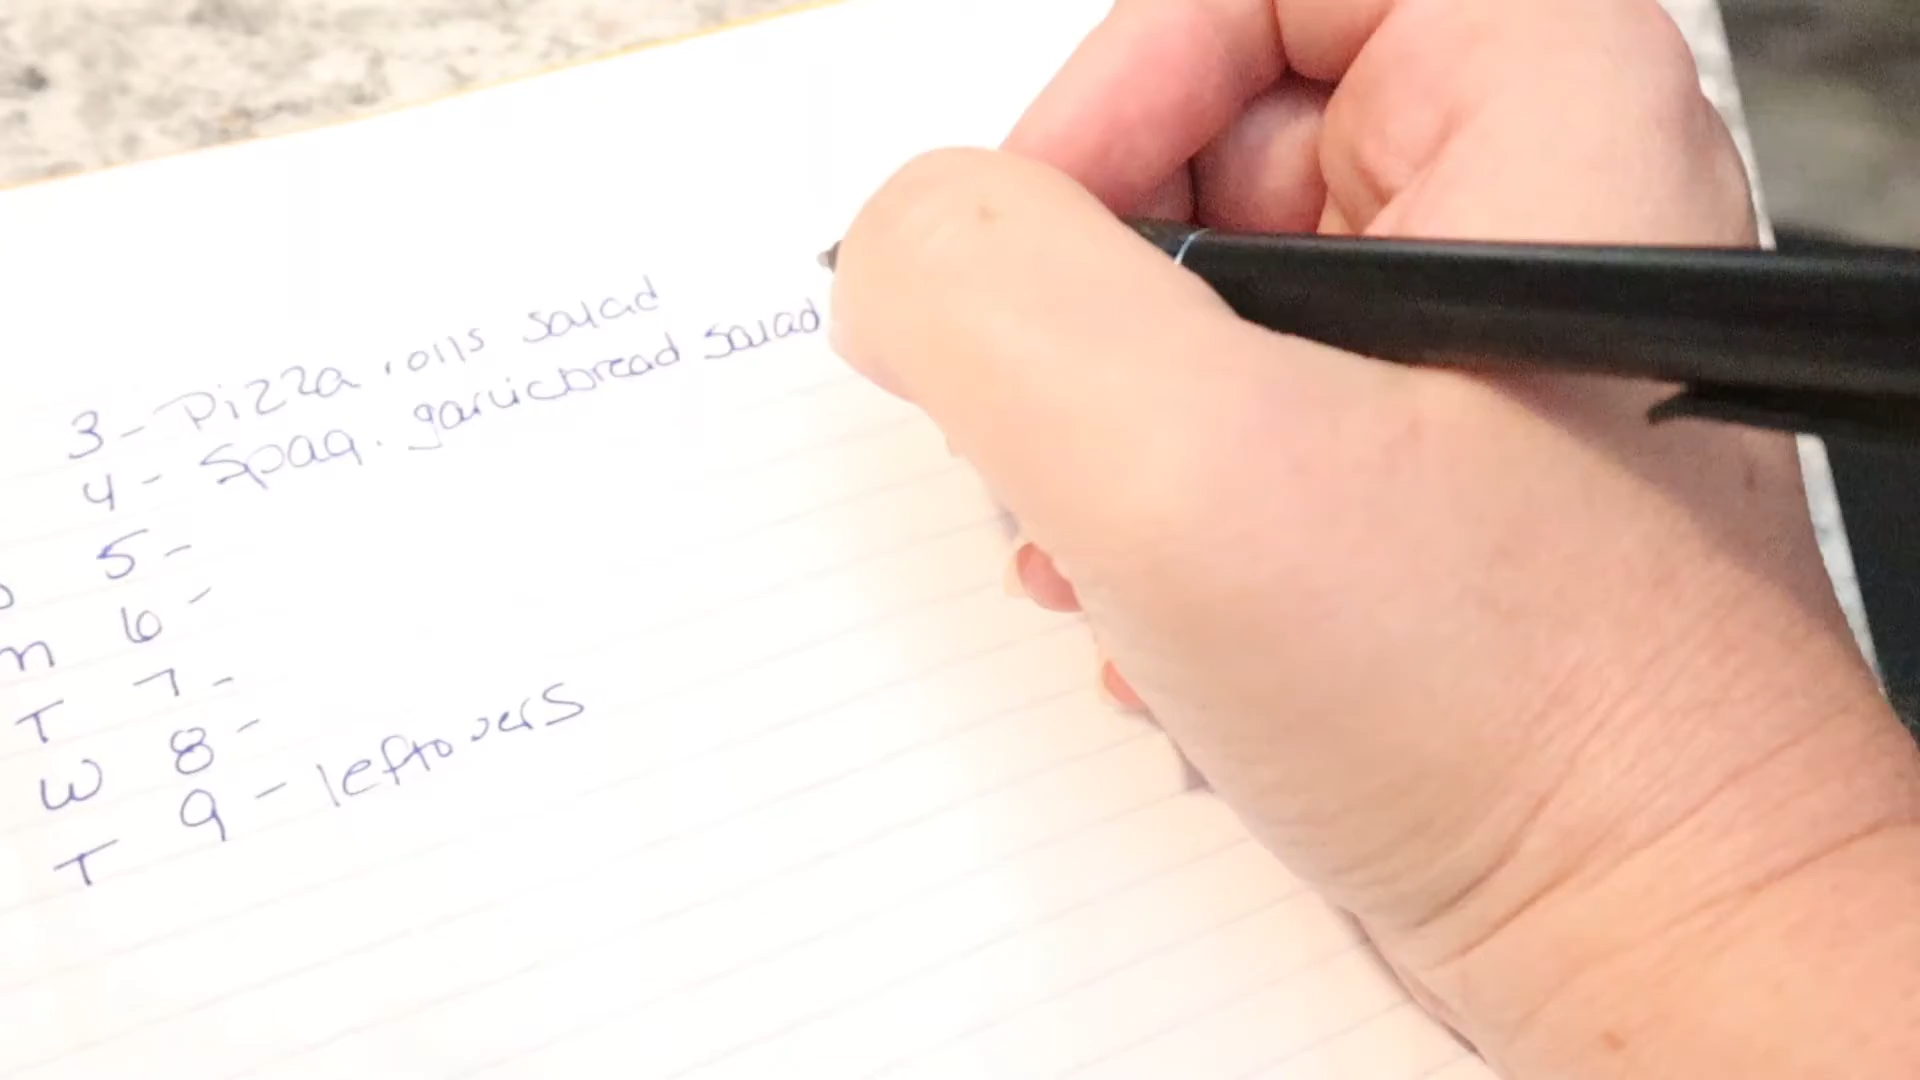 3 - Pizza rolls salad
4 - Spag. garlicbread salad
5 -
m 6 -
T 7 -
W 8 -
T 9 - leftovers